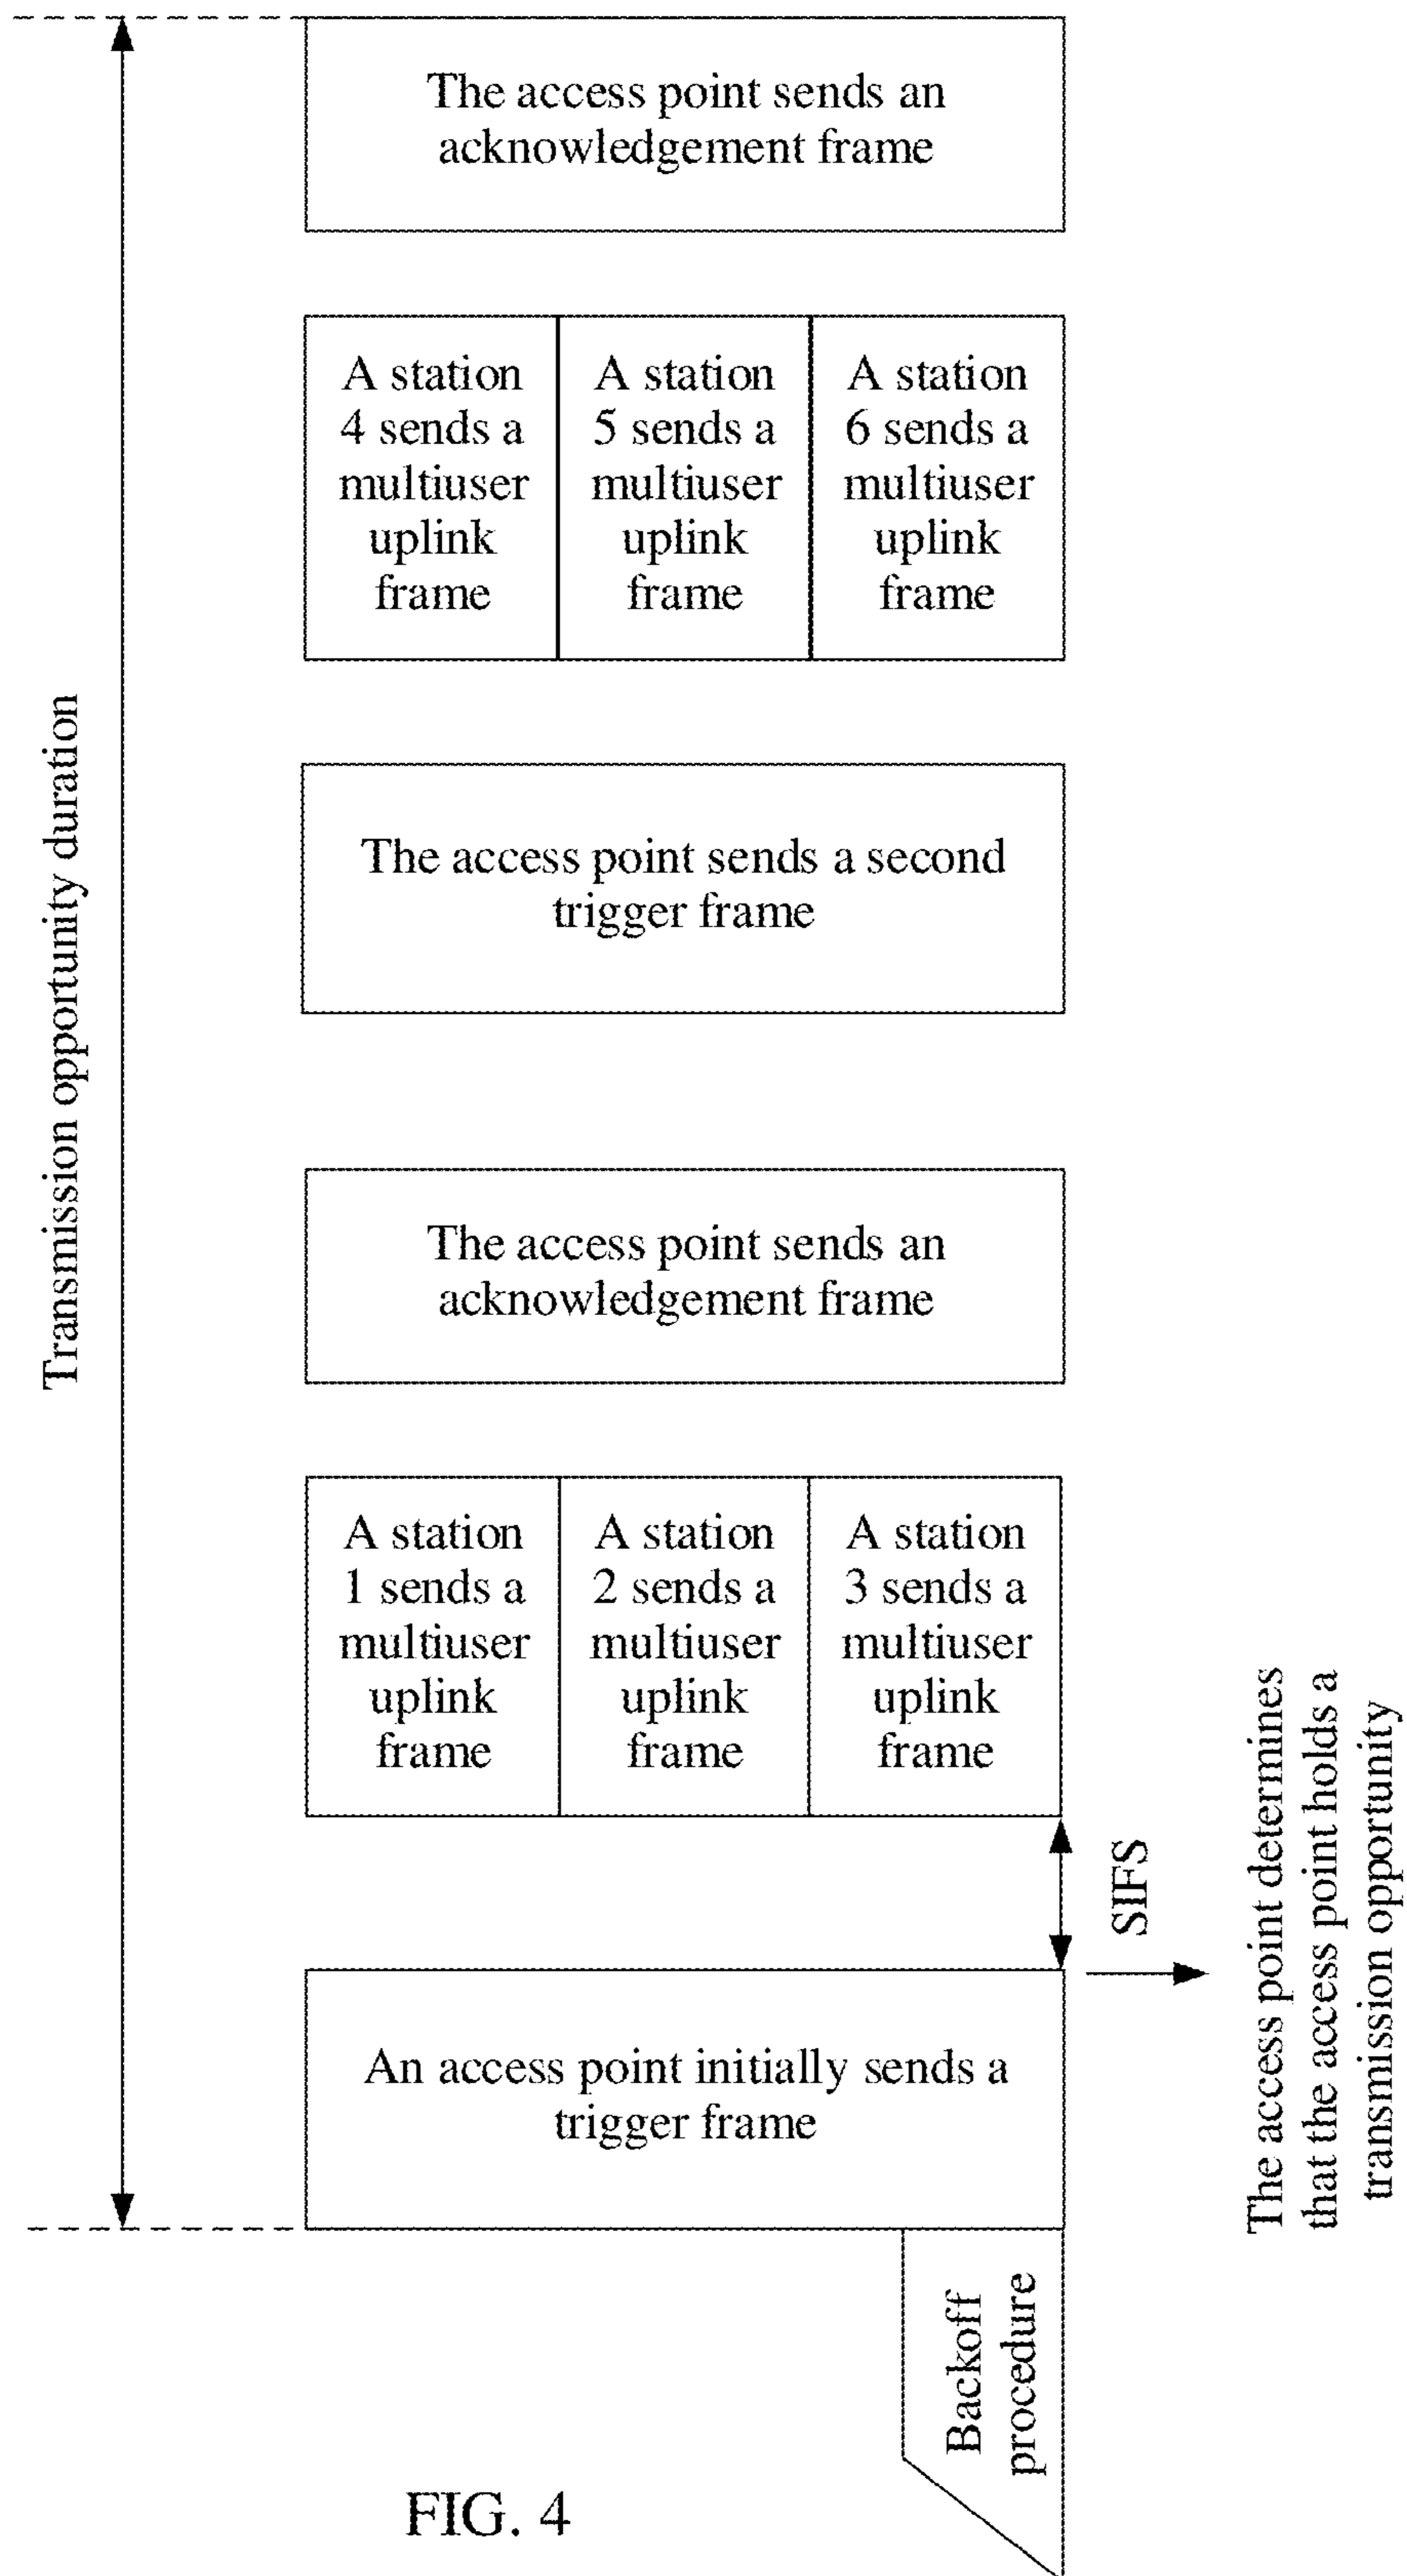 The access point sends an
acknowledgement frame
A station
4 sends a
multiuser
uplink
frame
A station
5 sends a
multiuser
uplink
frame
A station
6 sends a
multiuser
uplink
frame
Transmission opportunity duration
The access point sends a second
trigger frame
The access point sends an
acknowledgement frame
A station
1 sends a
multiuser
uplink
frame
A station
2 sends a
multiuser
uplink
frame
A station
3 sends a
multiuser
uplink
frame
SIFS
The access point determines
that the access point holds a
transmission opportunity
An access point initially sends a
trigger frame
Backoff
procedure
FIG. 4